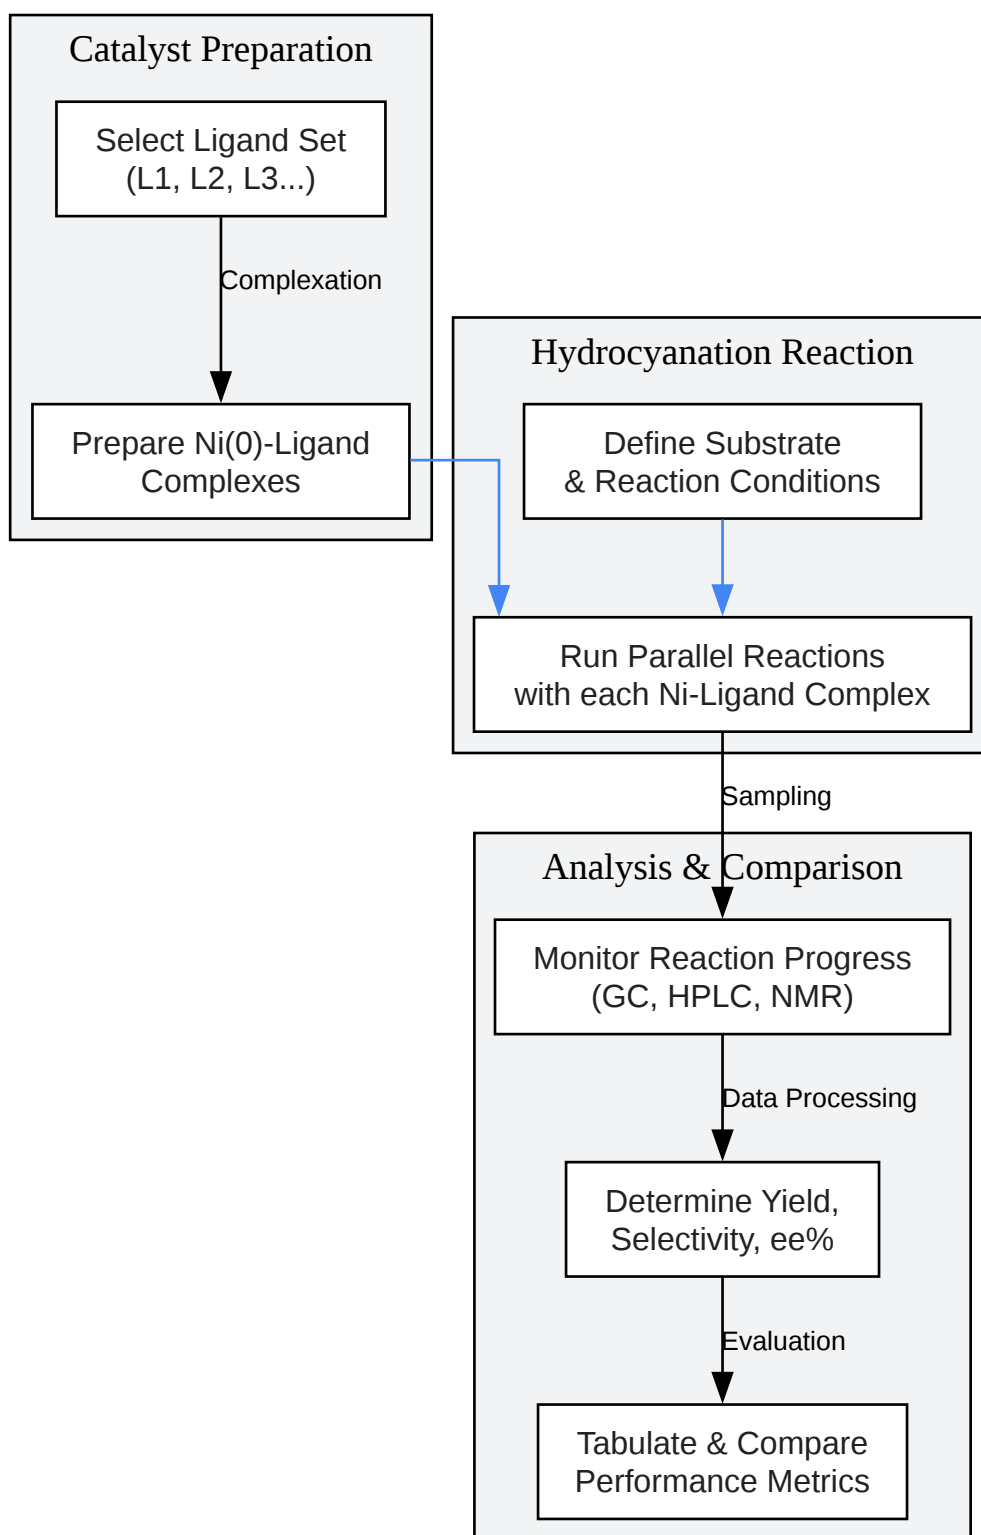 Catalyst Preparation
Select Ligand Set
(L1, L2, L3...)
Complexation
Prepare Ni(0)-Ligand
Complexes
Hydrocyanation Reaction
Define Substrate
& Reaction Conditions
Run Parallel Reactions
with each Ni-Ligand Complex
Sampling
Analysis & Comparison
Monitor Reaction Progress
(GC, HPLC, NMR)
Data Processing
Determine Yield,
Selectivity, ee%
Evaluation
Tabulate & Compare
Performance Metrics